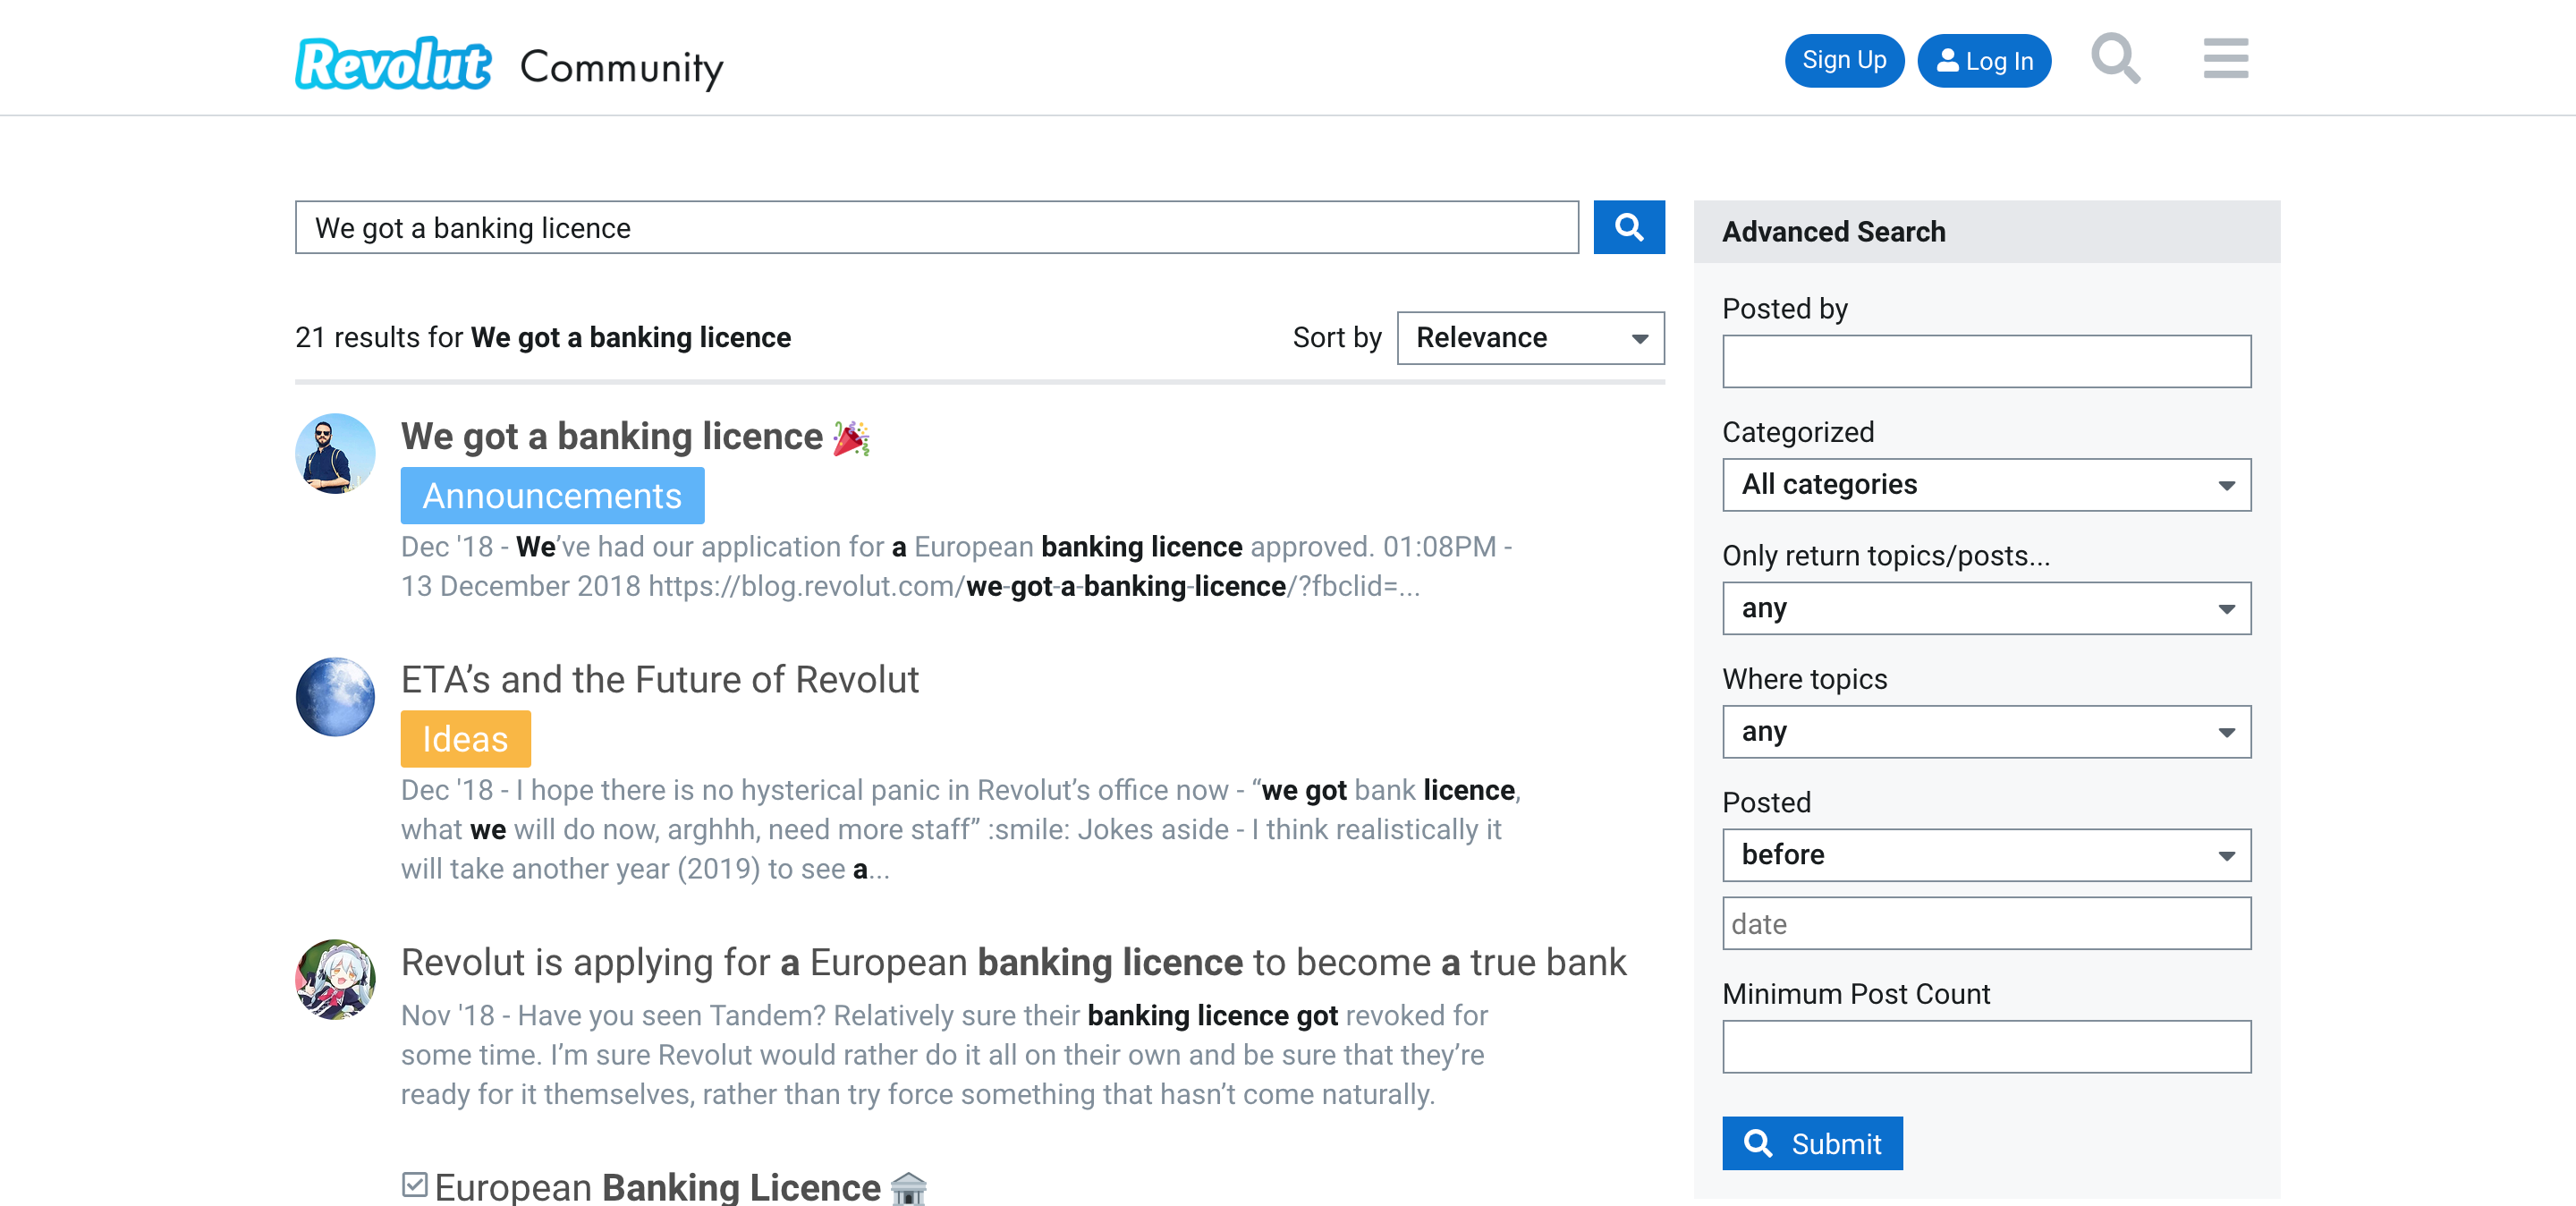 Revolut Community
Sign Up
Log In
We got a banking licence
21 results for We got a banking licence
Sort by
Relevance
We got a banking licence
Announcements
Dec '18 - We’ve had our application for a European banking licence approved. 01:08PM -
13 December 2018 https://blog.revolut.com/we-got-a-banking-licence/?fbclid=...
ETA’s and the Future of Revolut
Ideas
Dec '18 - I hope there is no hysterical panic in Revolut’s office now - “we got bank licence,
what we will do now, arghhh, need more staff” :smile: Jokes aside - I think realistically it
will take another year (2019) to see a...
Revolut is applying for a European banking licence to become a true bank
Nov '18 - Have you seen Tandem? Relatively sure their banking licence got revoked for
some time. I’m sure Revolut would rather do it all on their own and be sure that they’re
ready for it themselves, rather than try force something that hasn’t come naturally.
European Banking Licence
Advanced Search
Posted by
Categorized
All categories
Only return topics/posts...
any
Where topics
any
Posted
before
date
Minimum Post Count
Submit